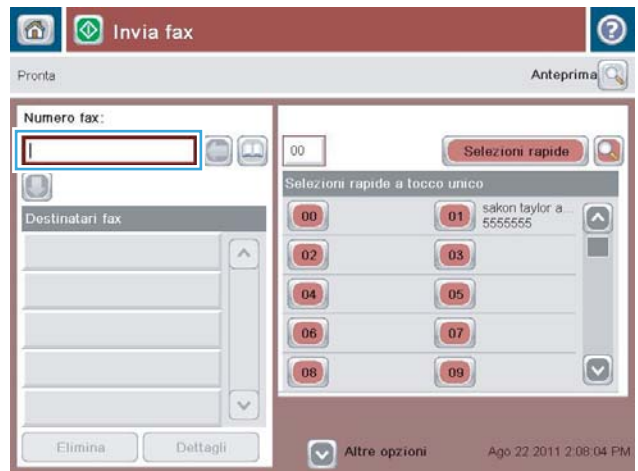 Invia fax
?
Pronta
Anteprima
Numero fax:
00
Selezioni rapide
Selezioni rapide a tocco unico
Destinatari fax
00
01 sakon taylor a...
5555555
02
03
04
05
06
07
08
09
Elimina
Dettagli
Altre opzioni
Ago 22 2011 2:08:04 PM